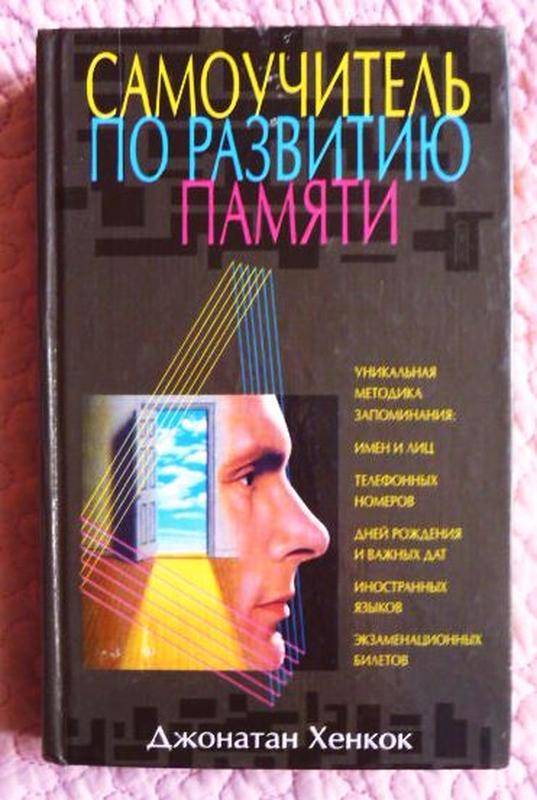 САМОУЧИТЕЛЬ
ПО РАЗВИТИЮ
ПАМЯТИ
УНИКАЛЬНАЯ
МЕТОДИКА
ЗАПОМИНАНИЯ:
ИМЕН И ЛИЦ
ТЕЛЕФОННЫХ
НОМЕРОВ
ДНЕЙ РОЖДЕНИЯ
И ВАЖНЫХ ДАТ
ИНОСТРАННЫХ
ЯЗЫКОВ
ЭКЗАМЕНАЦИОННЫХ
БИЛЕТОВ
Джонатан Хенкок